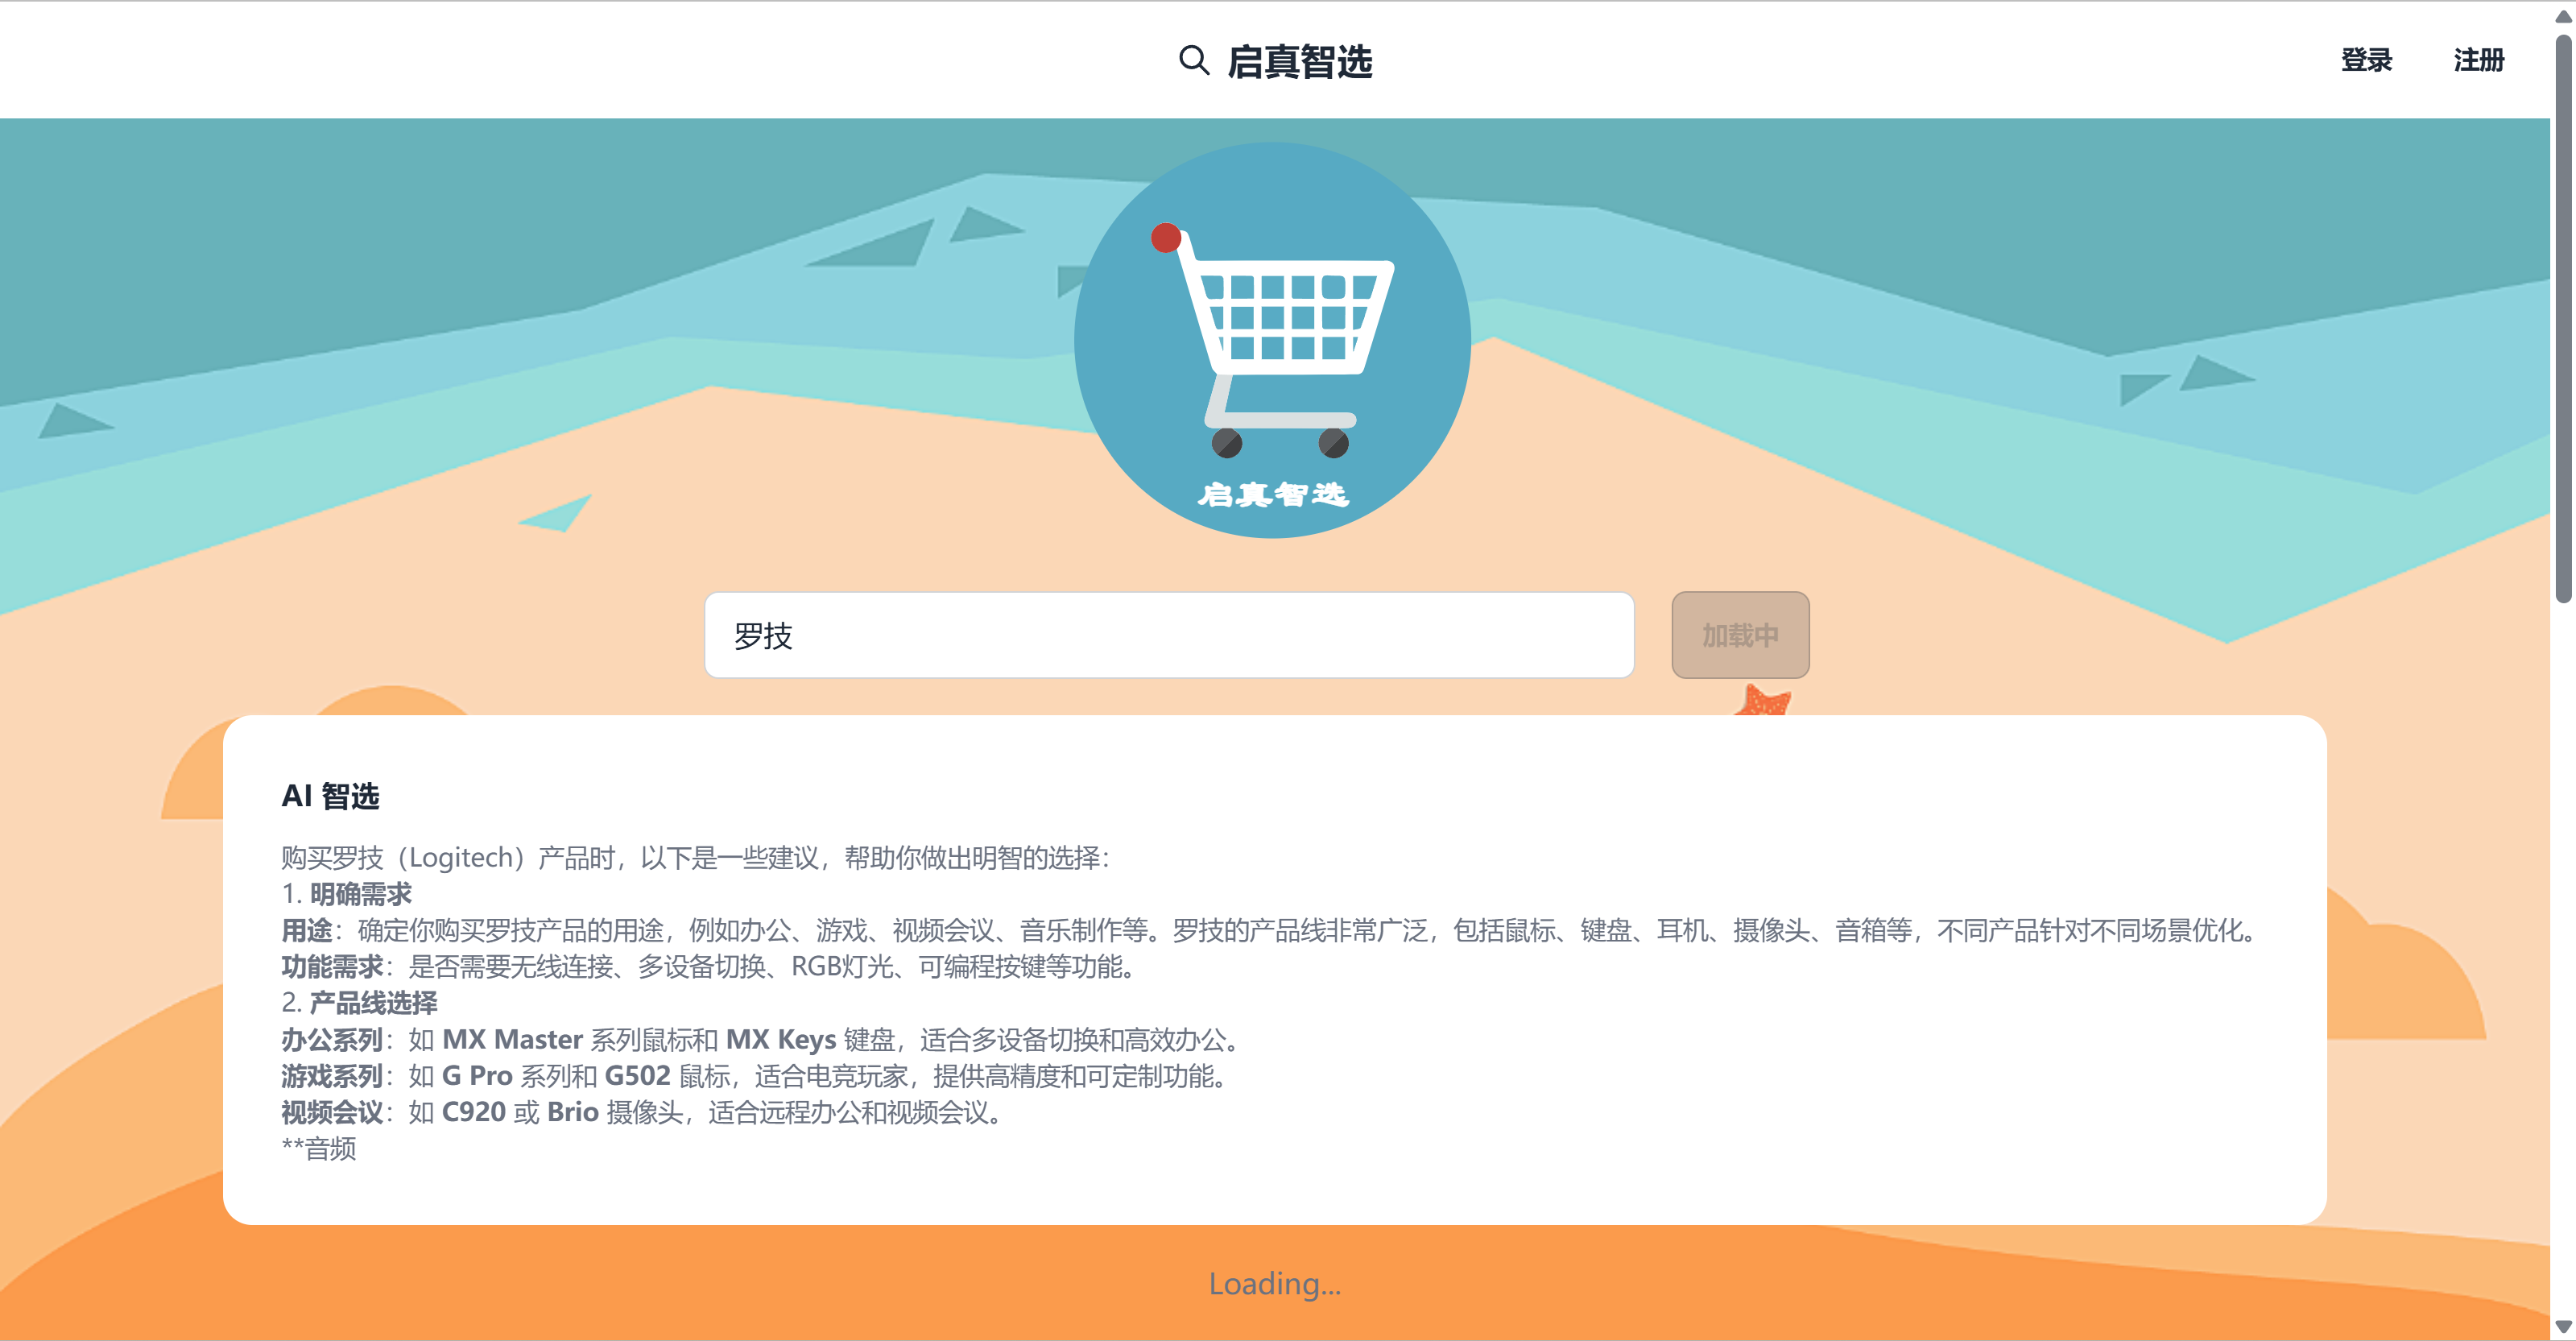 启真智选
登录 注册
启真智选
罗技 加载中
AI 智选
购买罗技（Logitech）产品时，以下是一些建议，帮助你做出明智的选择：
1. 明确需求
用途：确定你购买罗技产品的用途，例如办公、游戏、视频会议、音乐制作等。罗技的产品线非常广泛，包括鼠标、键盘、耳机、摄像头、音箱等，不同产品针对不同场景优化。
功能需求：是否需要无线连接、多设备切换、RGB灯光、可编程按键等功能。
2. 产品线选择
办公系列：如 MX Master 系列鼠标和 MX Keys 键盘，适合多设备切换和高效办公。
游戏系列：如 G Pro 系列和 G502 鼠标，适合电竞玩家，提供高精度和可定制功能。
视频会议：如 C920 或 Brio 摄像头，适合远程办公和视频会议。
**音频
Loading...